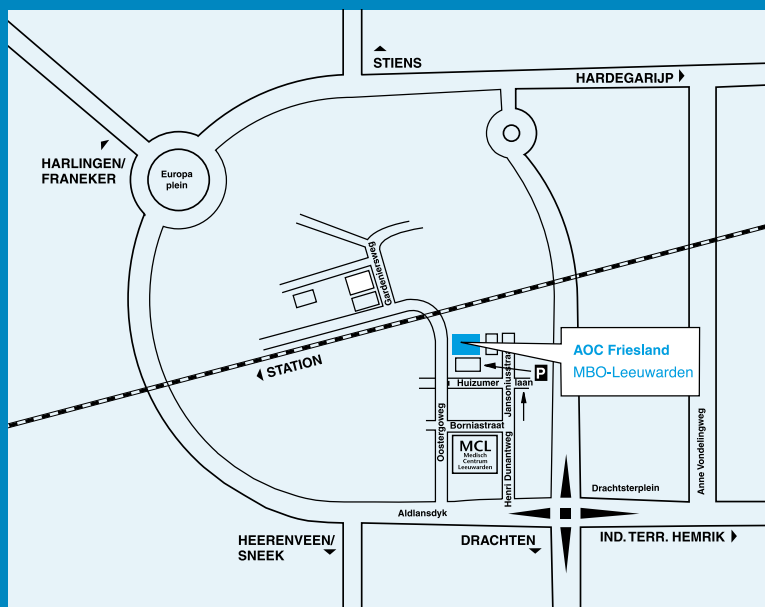 STIENS
HARDEGARIJP
HARLINGEN/
FRANEKER
Europa
plein
Gardeniersweg
STATION
AOC Friesland
MBO-Leeuwarden
P
Jansoniusstraat
Huizumer laan
Oostergoweg
Borniastraat
MCL
Medisch
Centrum
Leeuwarden
Henri Dunantweg
Anne Vondelingweg
Drachtsterplein
Aldlansdyk
HEERENVEEN/
SNEEK
DRACHTEN
IND. TERR. HEMRIK